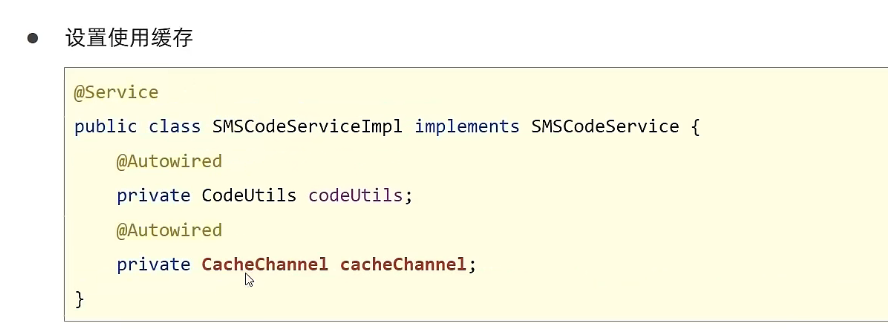 设置使用缓存
@Service
public class SMSCodeServiceImpl implements SMSCodeService {
@Autowired
private CodeUtils codeUtils;
@Autowired
private CacheChannel cacheChannel;
}